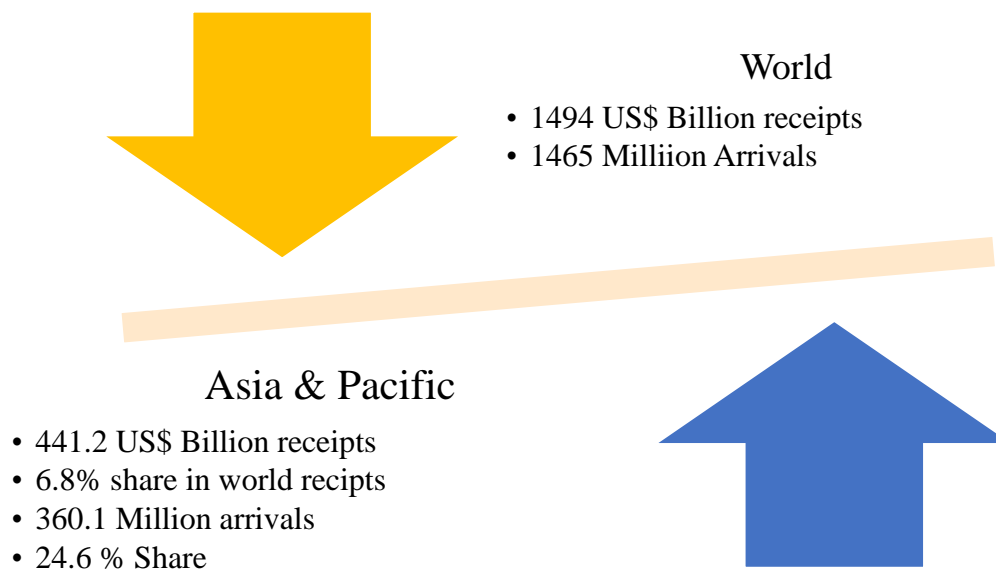 World
• 1494 US$ Billion receipts
• 1465 Milliion Arrivals
Asia & Pacific
• 441.2 US$ Billion receipts
• 6.8% share in world recipts
• 360.1 Million arrivals
• 24.6 % Share